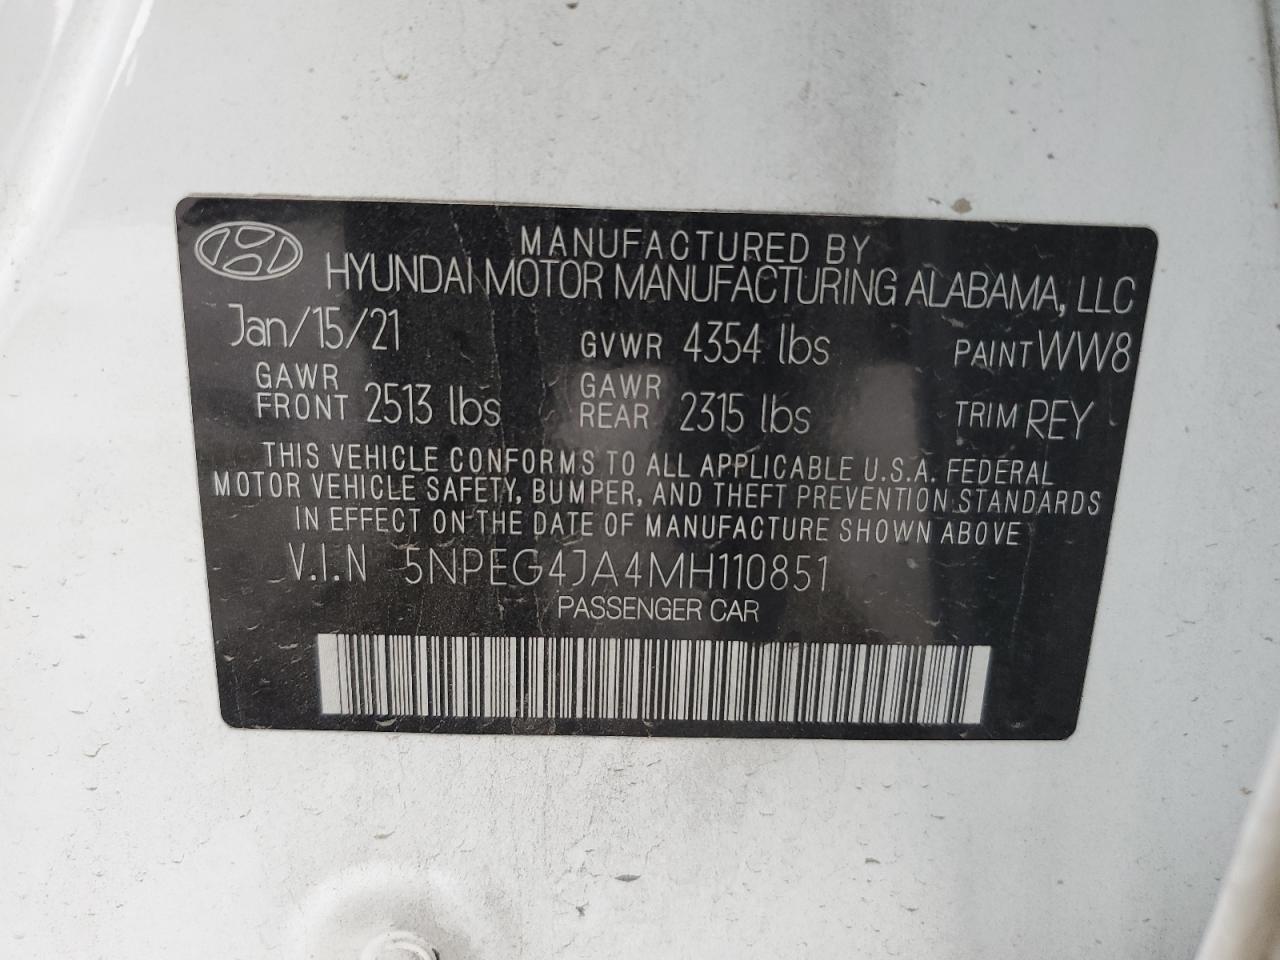 MANUFACTURED BY
HYUNDAI MOTOR MANUFACTURING ALABAMA, LLC
Jan/15/21 GVWR 4354 lbs PAINT WW8
GAWR FRONT 2513 lbs GAWR REAR 2315 lbs TRIM REY
THIS VEHICLE CONFORMS TO ALL APPLICABLE U.S.A. FEDERAL
MOTOR VEHICLE SAFETY, BUMPER, AND THEFT PREVENTION STANDARDS
IN EFFECT ON THE DATE OF MANUFACTURE SHOWN ABOVE
V.I.N 5NPEG4JA4MH110851
PASSENGER CAR